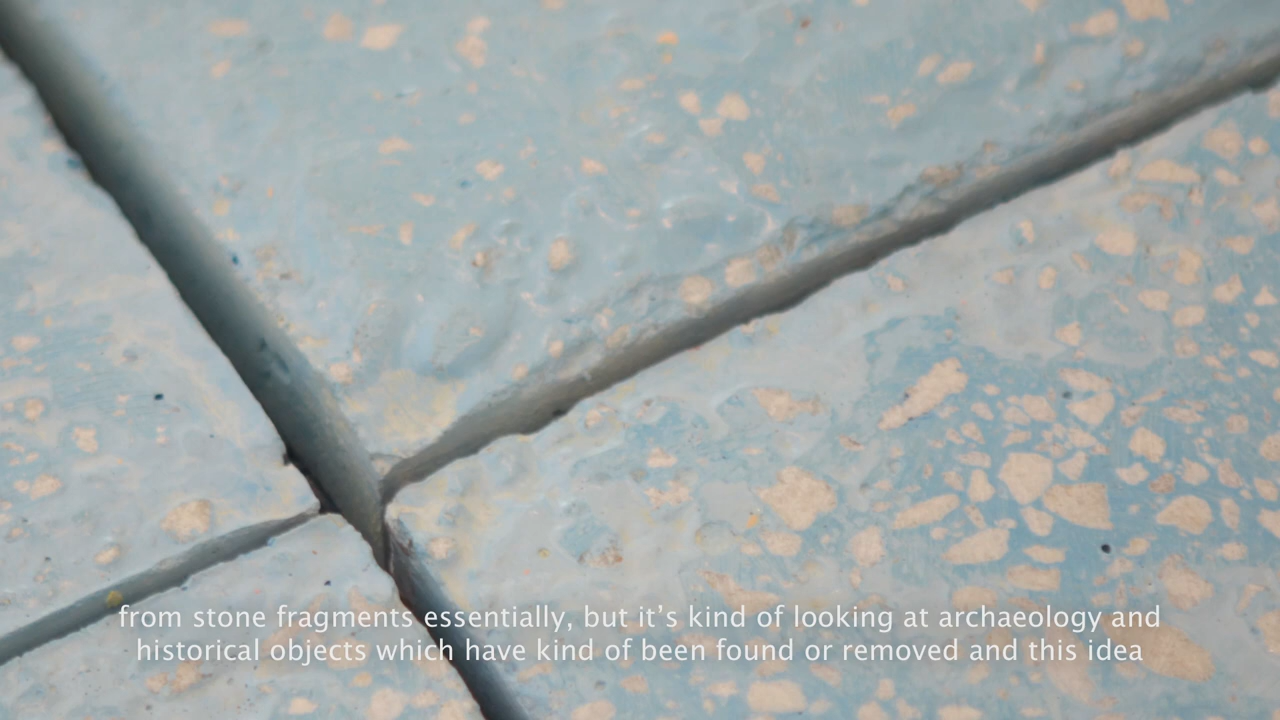 from stone fragments essentially, but it’s kind of looking at archaeology and
historical objects which have kind of been found or removed and this idea